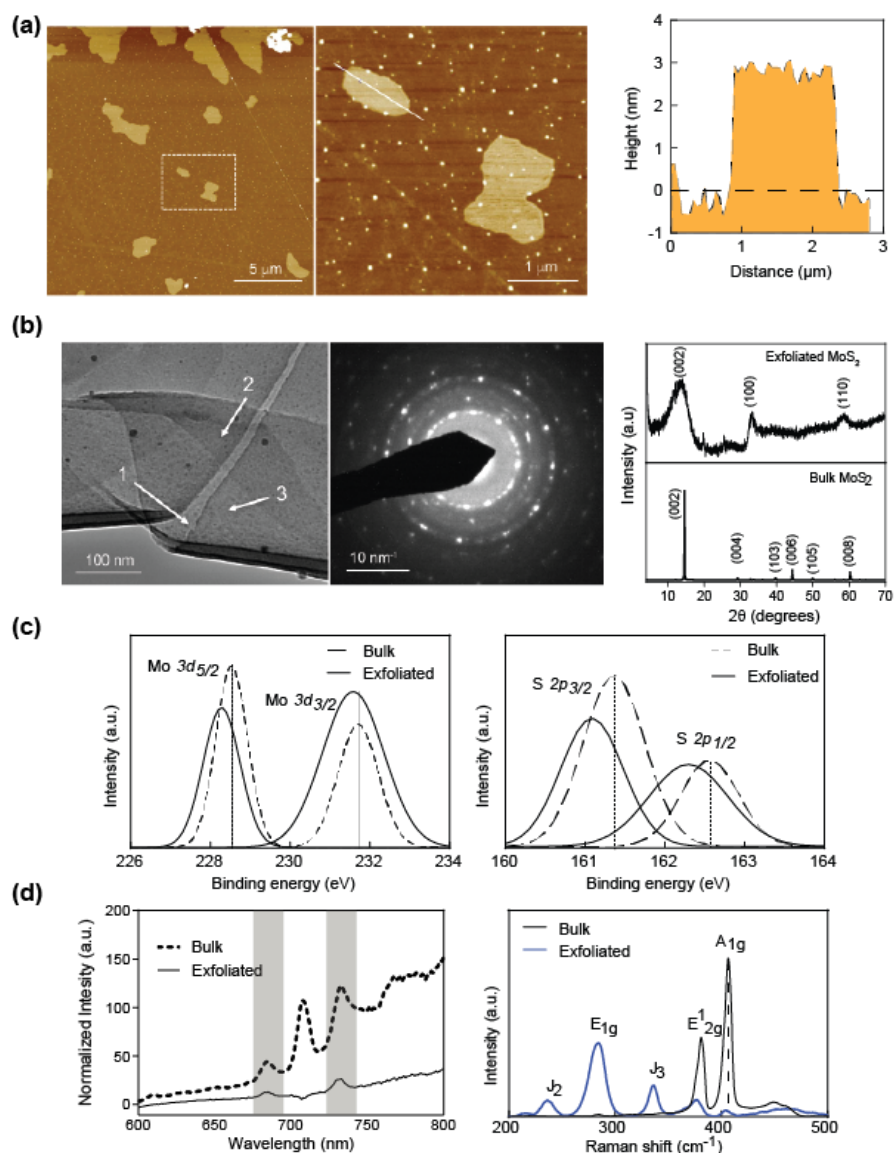 (a)
5 μm
1 μm
Height (nm)
4
3
2
1
0
-1
0
1
2
3
Distance (μm)
(b)
1
2
3
100 nm
10 nm⁻¹
Intensity (a.u)
Exfoliated MoS₂
(002)
(100)
(110)
Bulk MoS2
(002)
(004)
(103)
(006)
(105)
(008)
10 20 30 40 50 60 70
2θ (degrees)
(c)
Intensity (a.u.)
Mo 3d5/2
Bulk
Exfoliated
Mo 3d3/2
226 228 230 232 234
Binding energy (eV)
Intensity (a.u.)
Bulk
Exfoliated
S 2p3/2
S 2p1/2
160 161 162 163 164
Binding energy (eV)
(d)
Normalized Intesity (a.u.)
200
150
100
50
0
Bulk
Exfoliated
600 650 700 750 800
Wavelength (nm)
Intensity (a.u.)
Bulk
Exfoliated
A1g
E1g
E¹2g
J2
J3
200 300 400 500
Raman shift (cm⁻¹)